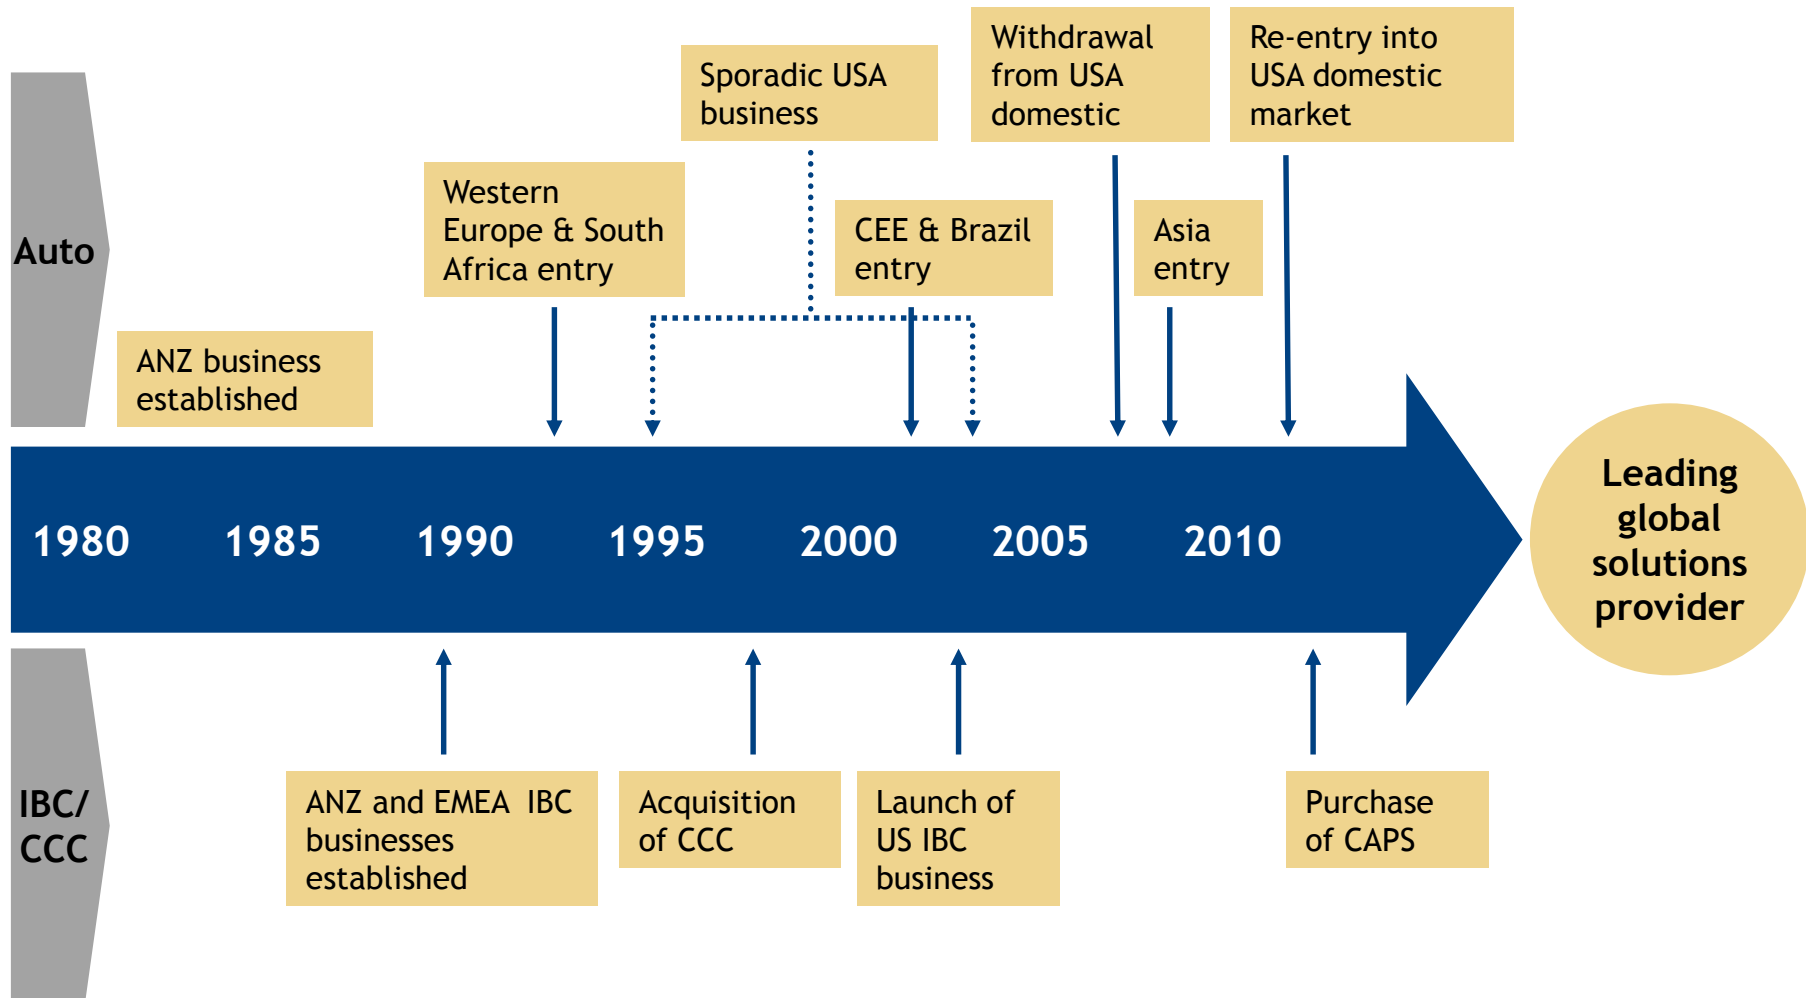 Auto
ANZ business
established
Western
Europe & South
Africa entry
Sporadic USA
business
CEE & Brazil
entry
Withdrawal
from USA
domestic
Asia
entry
Re-entry into
USA domestic
market
1980 1985 1990 1995 2000 2005 2010
Leading
global
solutions
provider
IBC/
CCC
ANZ and EMEA IBC
businesses
established
Acquisition
of CCC
Launch of
US IBC
business
Purchase
of CAPS